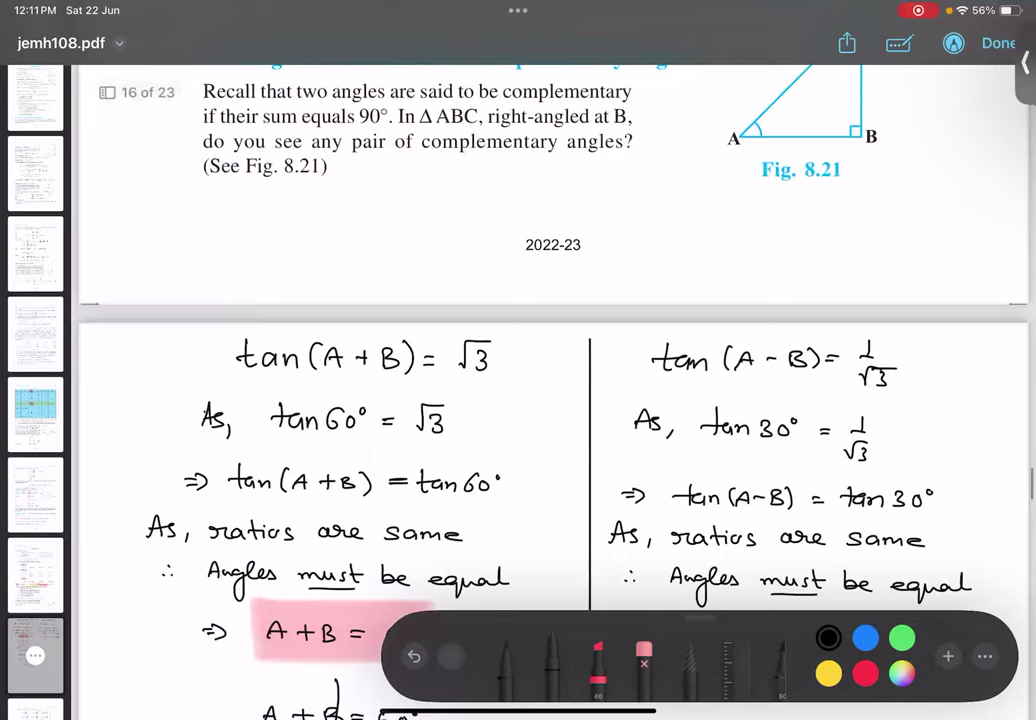 12:11PM Sat 22 Jun
56%
jemh108.pdf
Done
16 of 23
Recall that two angles are said to be complementary
if their sum equals 90°. In Δ ABC, right-angled at B,
do you see any pair of complementary angles?
(See Fig. 8.21)
A
B
Fig. 8.21
2022-23
tan(A + B) = √3
As, tan 60° = √3
⇒ tan(A + B) = tan 60°
As, ratios are same
∴ Angles must be equal
⇒ A + B =
A + B =
tan (A - B) = 1/√3
As, tan 30° = 1/√3
⇒ tan(A-B) = tan 30°
As, ratios are same
∴ Angles must be equal
80
50